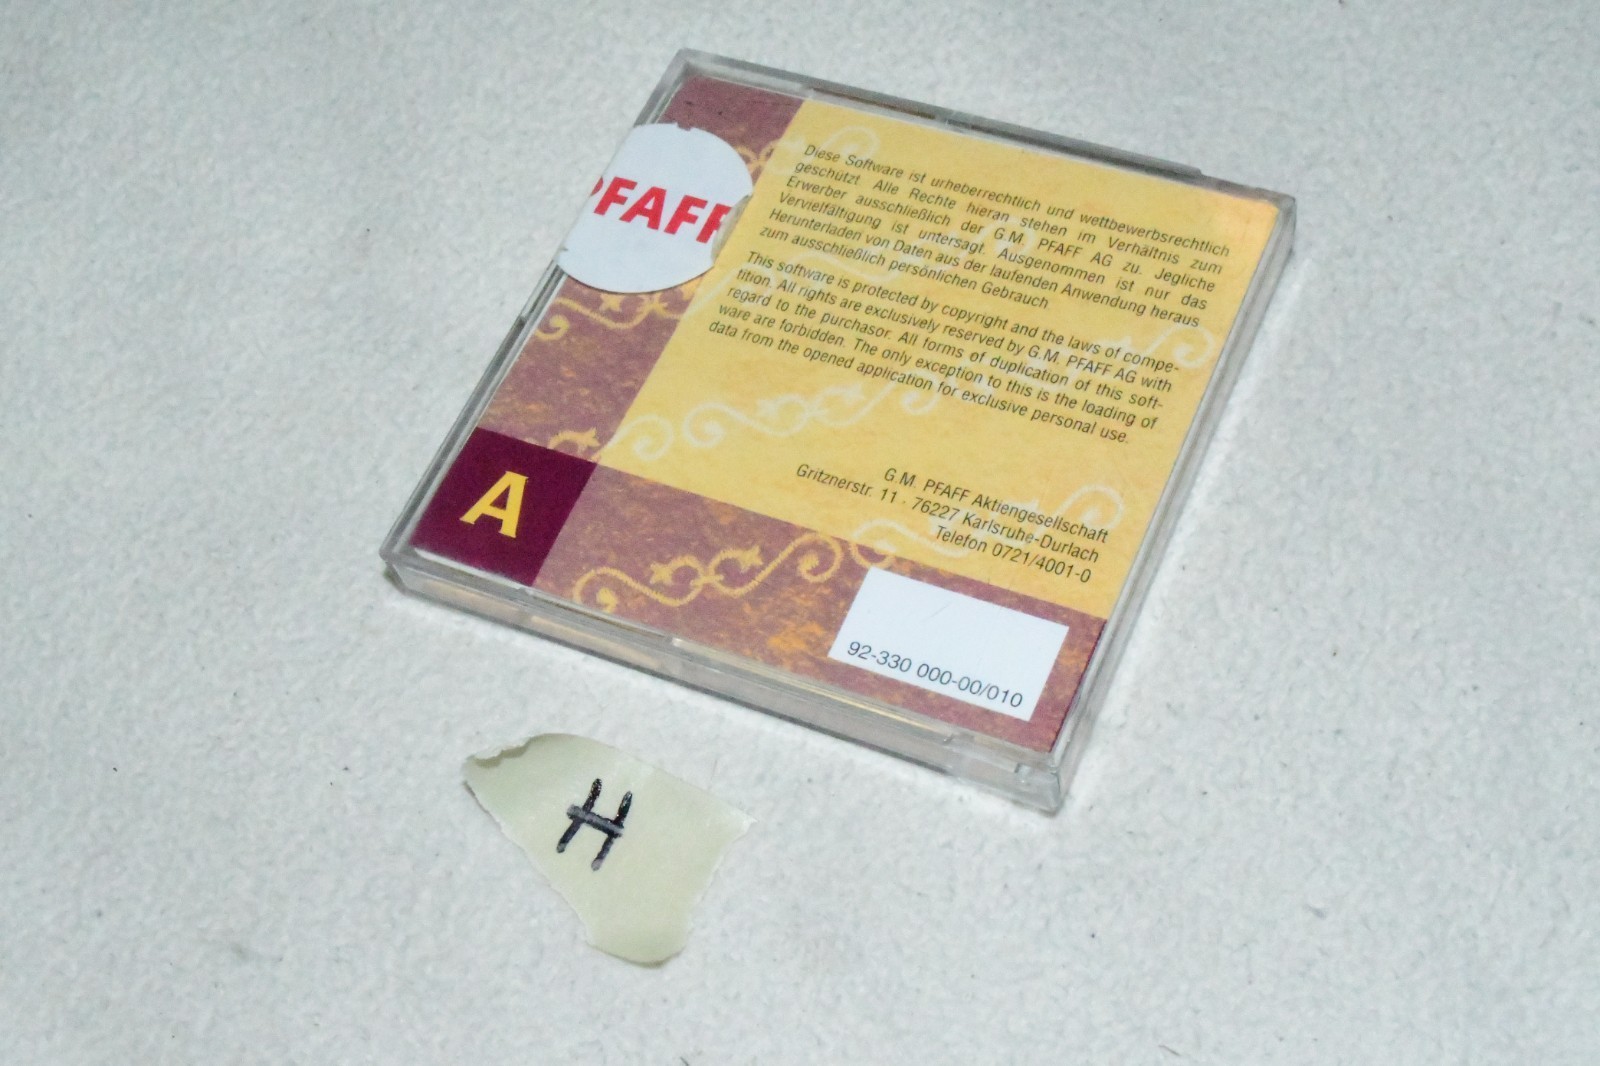 PFAFF
Diese Software ist urheberrechtlich und wettbewerbsrechtlich
geschützt. Alle Rechte hieran stehen im Verhältnis zum
Erwerber ausschließlich der G.M. PFAFF AG zu. Jegliche
Vervielfältigung ist untersagt. Ausgenommen ist nur das
Herunterladen von Daten aus der laufenden Anwendung heraus
zum ausschließlich persönlichen Gebrauch
This software is protected by copyright and the laws of compe-
tition. All rights are exclusively reserved by G.M. PFAFF AG with
regard to the purchasor. All forms of duplication of this soft-
ware are forbidden. The only exception to this is the loading of
data from the opened application for exclusive personal use.
G.M. PFAFF Aktiengesellschaft
Gritznerstr. 11 · 76227 Karlsruhe-Durlach
Telefon 0721/4001-0
A
92-330 000-00/010
H